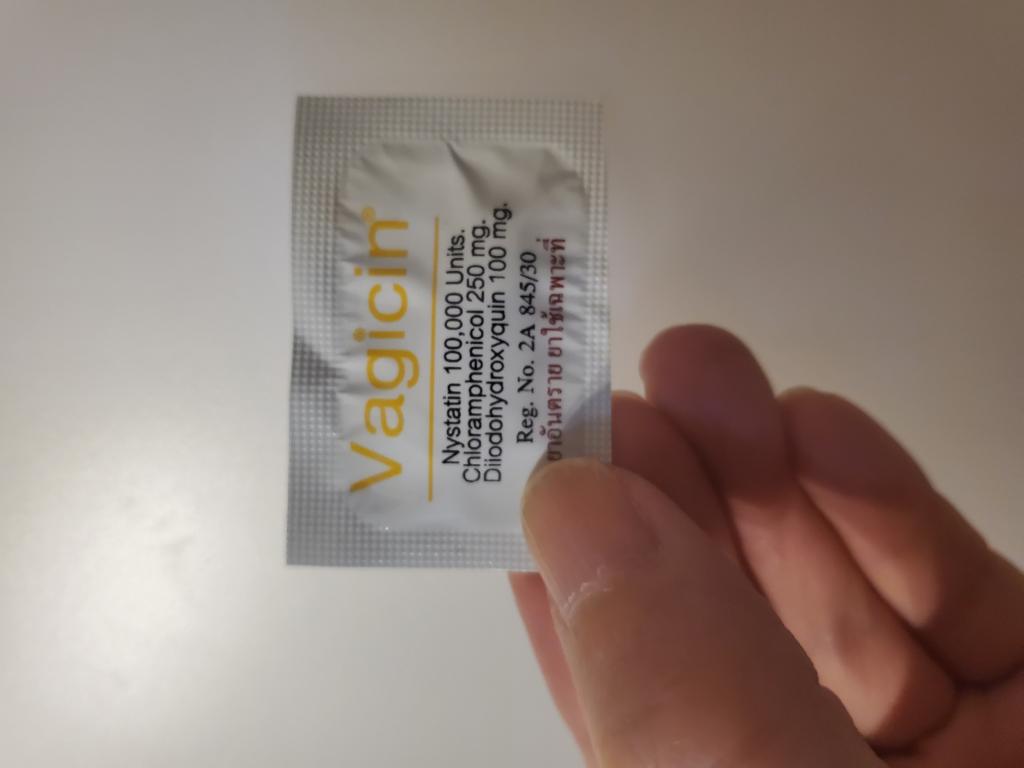 Vagicin®
Nystatin 100,000 Units.
Chloramphenicol 250 mg.
Diiodohydroxyquin 100 mg.
Reg. No. 2A 845/30
ยาอันตราย ยาใช้เฉพาะที่